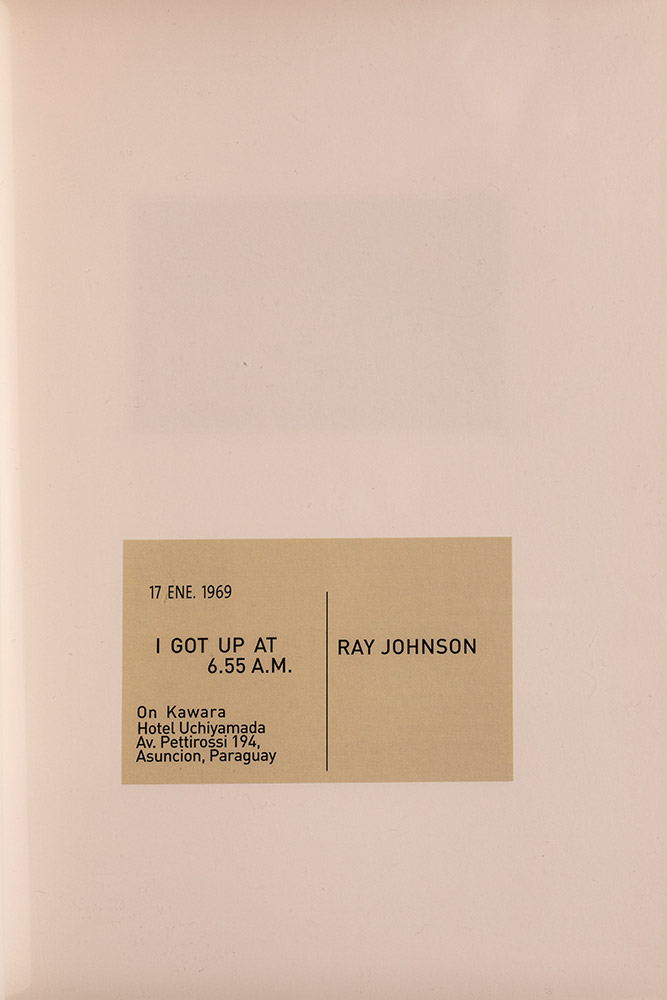 17 ENE. 1969
I GOT UP AT
6.55 A.M.
On Kawara
Hotel Uchiyamada
Av. Pettirossi 194,
Asuncion, Paraguay
RAY JOHNSON